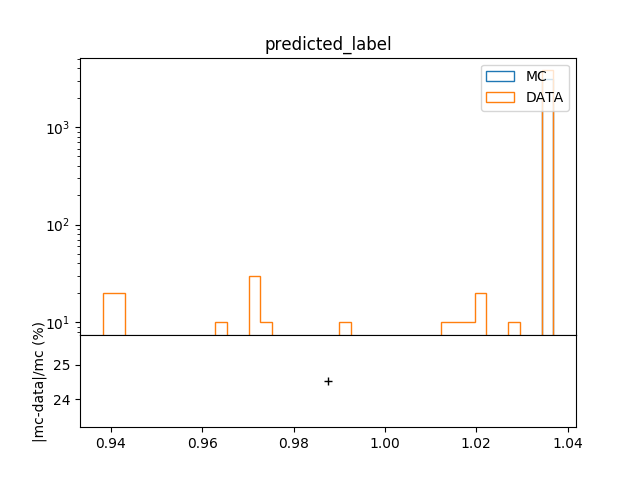 predicted_label
MC
DATA
10³
10²
10¹
|mc-data|/mc (%)
25
24
0.94 0.96 0.98 1.00 1.02 1.04